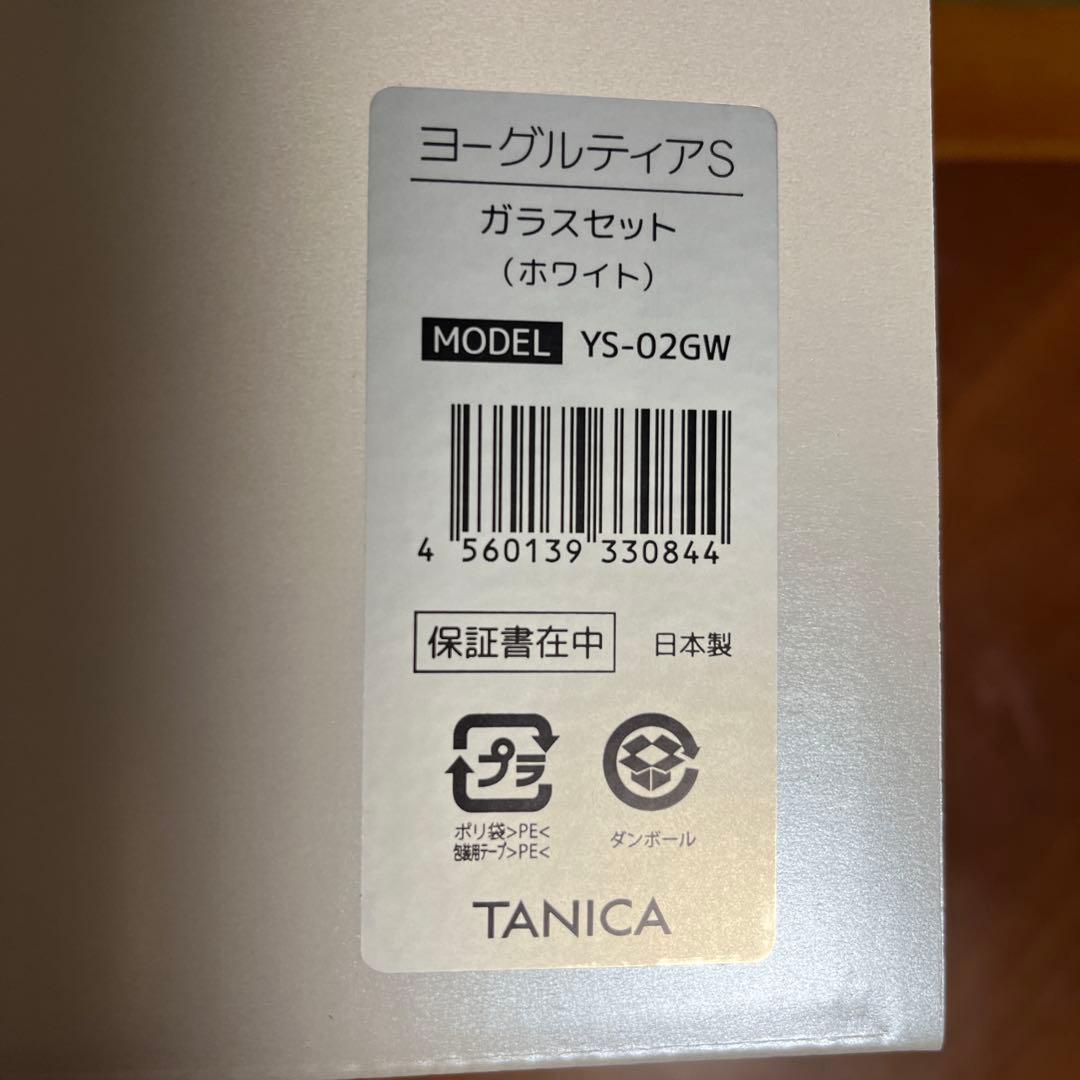 ヨーグルティアS
ガラスセット
（ホワイト）
MODEL YS-02GW
4 560139 330844
保証書在中 日本製
プラ
ポリ袋>PE<
包装用テープ>PE<
ダンボール
TANICA